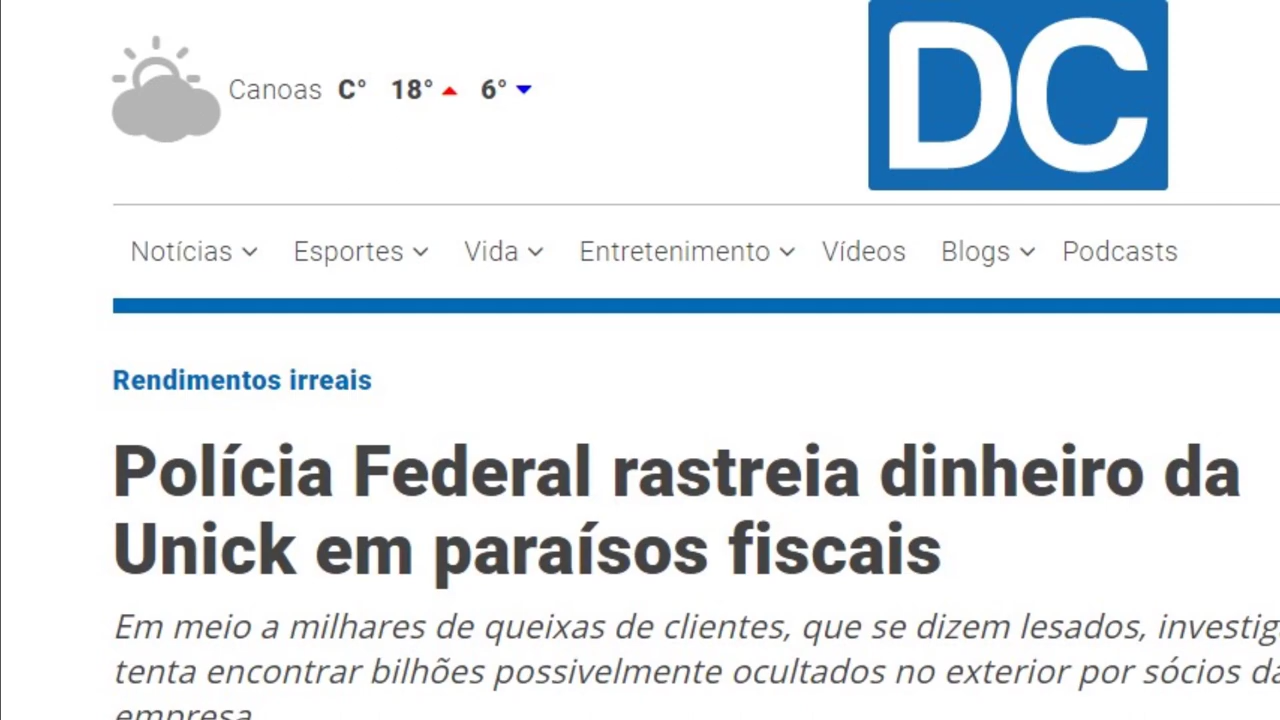 Canoas C° 18° 6°
DC
Notícias Esportes Vida Entretenimento Vídeos Blogs Podcasts
Rendimentos irreais
Polícia Federal rastreia dinheiro da
Unick em paraísos fiscais
Em meio a milhares de queixas de clientes, que se dizem lesados,
tenta encontrar bilhões possivelmente ocultados no exterior por sócios
empresa